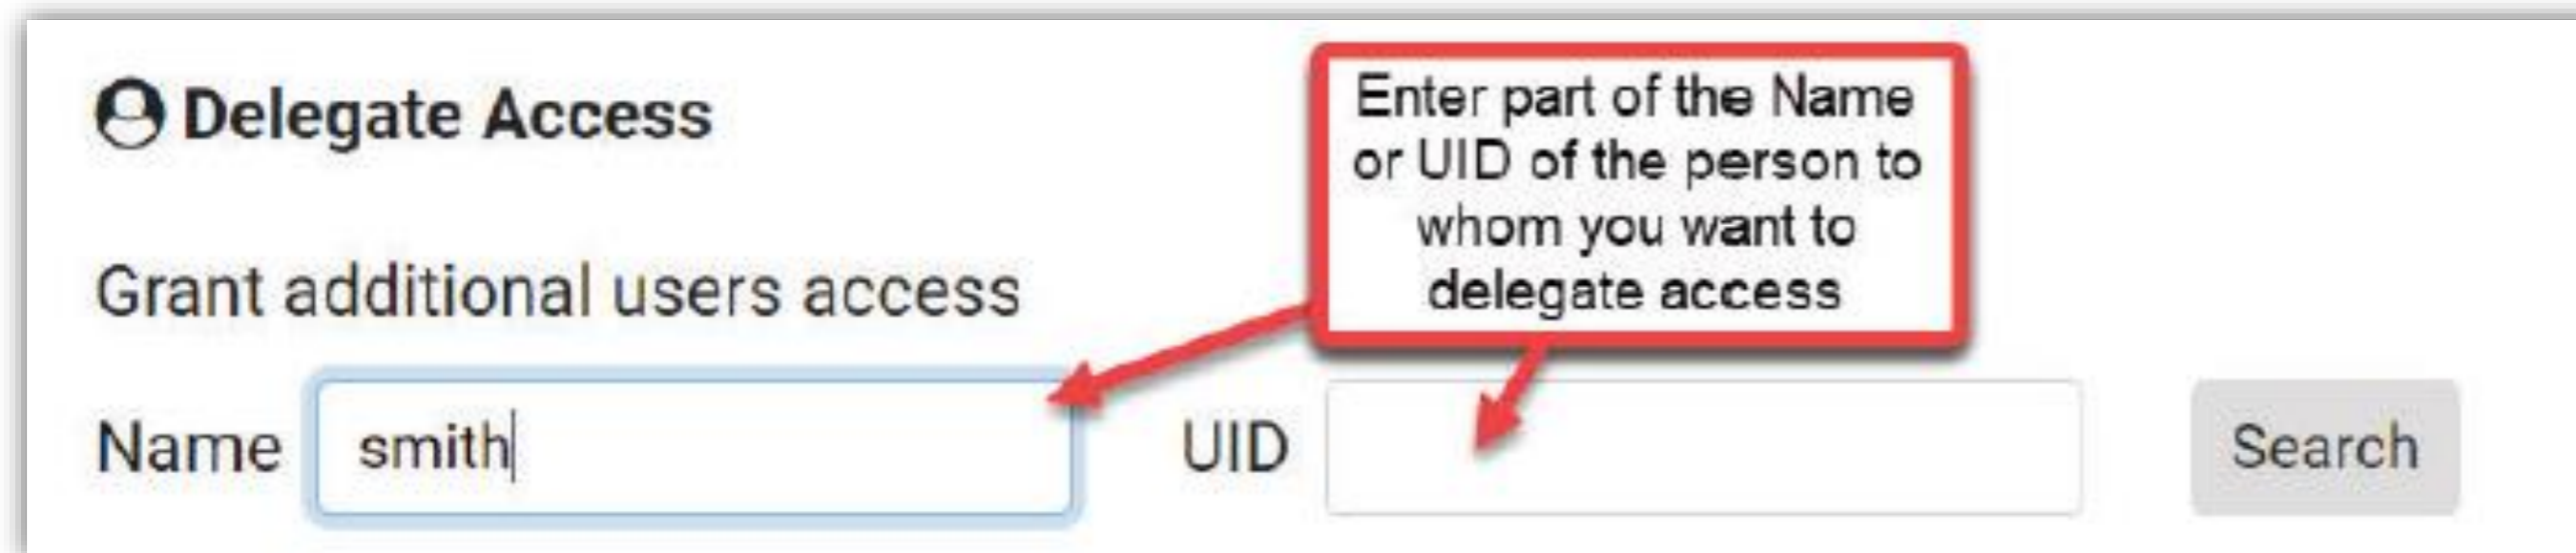 Delegate Access
Enter part of the Name
or UID of the person to
whom you want to
delegate access
Grant additional users access
Name smith UID Search